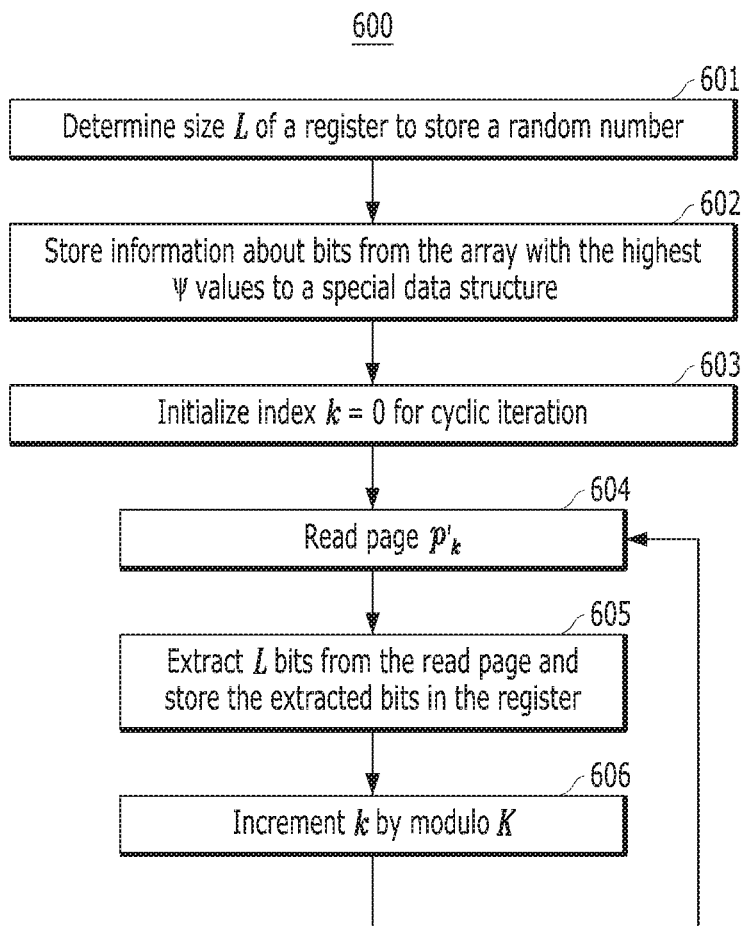 600
601
Determine size L of a register to store a random number
602
Store information about bits from the array with the highest
Ψ values to a special data structure
603
Initialize index k = 0 for cyclic iteration
604
Read page p'k
605
Extract L bits from the read page and
store the extracted bits in the register
606
Increment k by modulo K